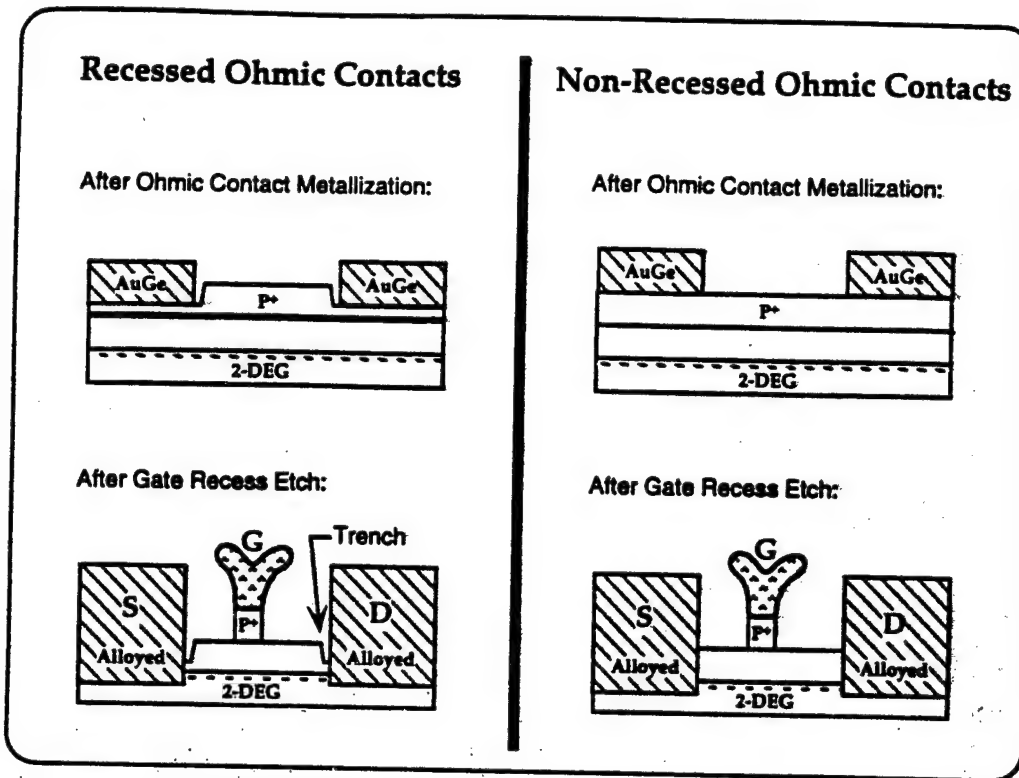 Recessed Ohmic Contacts
After Ohmic Contact Metallization:
AuGe
P+
AuGe
2-DEG
After Gate Recess Etch:
G
Trench
S
P+
D
Alloyed
Alloyed
2-DEG
Non-Recessed Ohmic Contacts
After Ohmic Contact Metallization:
AuGe
AuGe
P+
2-DEG
After Gate Recess Etch:
G
S
P+
D
Alloyed
Alloyed
2-DEG